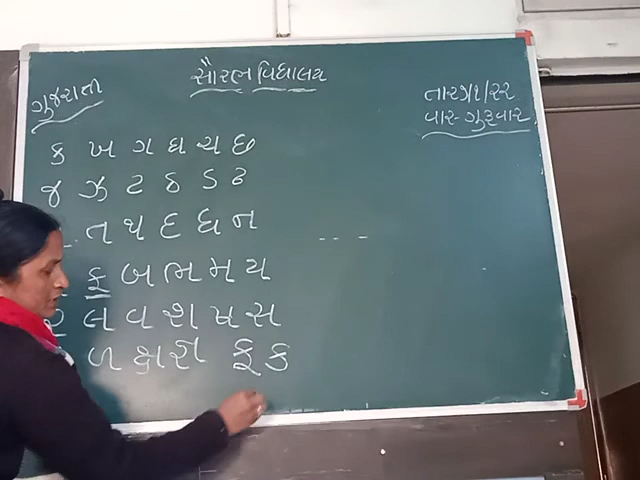 સૌરભ વિદ્યાલય
ગુજરાતી
તા
વાર - ગુરૂવાર
ક ખ ગ ઘ ચ છ
જ ઝ ટ ઠ ડ ઢ
ત થ દ ધ ન
ફ બ ભ મ ય
ર લ વ શ ષ સ
ળ ક્ષ જ્ઞ ફ ક